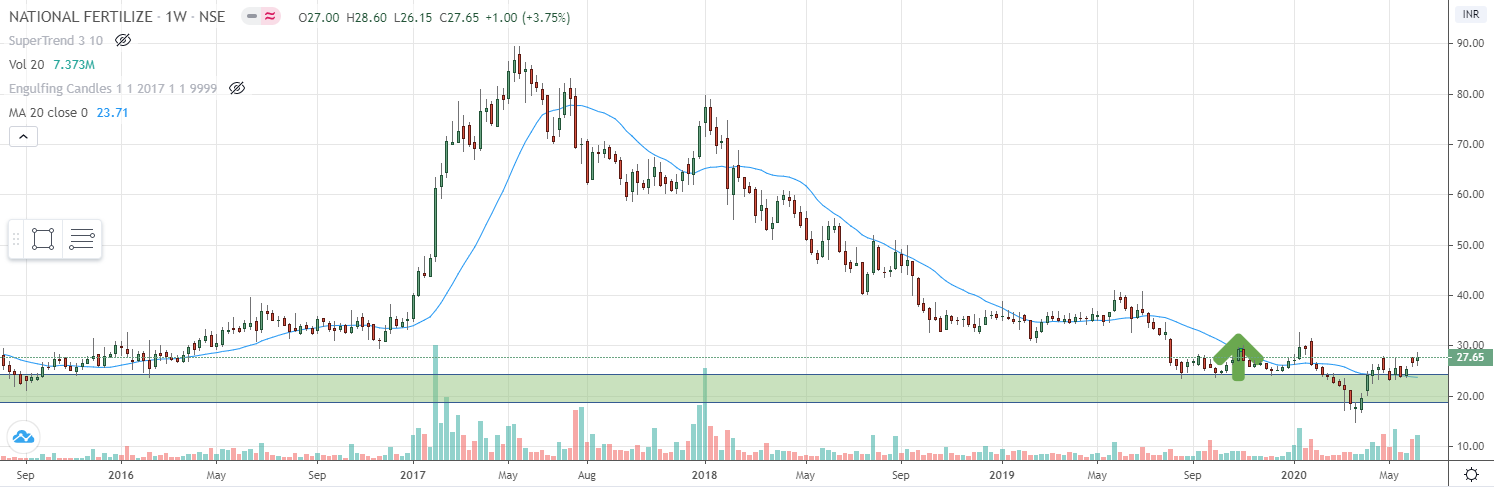 NATIONAL FERTILIZE · 1W · NSE O27.00 H28.60 L26.15 C27.65 +1.00 (+3.75%) INR
SuperTrend 3 10
Vol 20 7.373M
Engulfing Candles 1 1 2017 1 1 9999
MA 20 close 0 23.71
90.00
80.00
70.00
60.00
50.00
40.00
30.00
27.65
20.00
10.00
Sep 2016 May Sep 2017 May Aug 2018 May Sep 2019 May Sep 2020 May